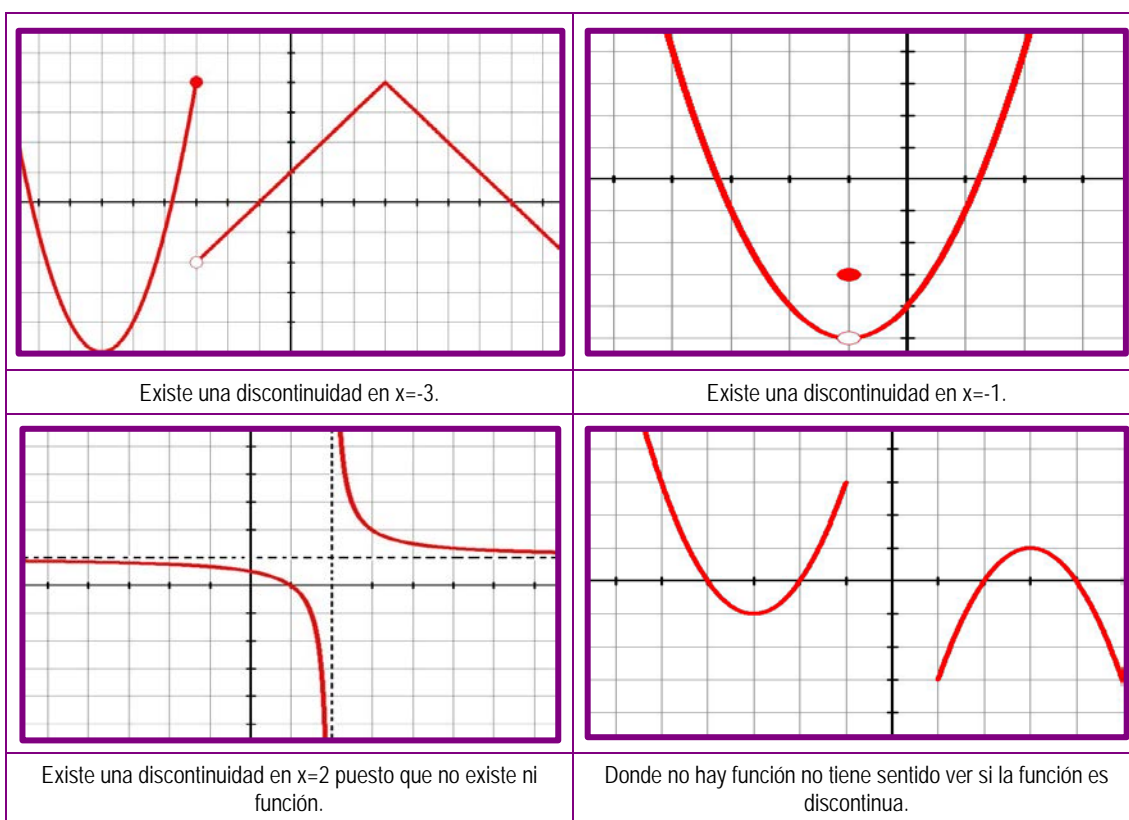 Existe una discontinuidad en x=-3.
Existe una discontinuidad en x=-1.
Existe una discontinuidad en x=2 puesto que no existe ni
función.
Donde no hay función no tiene sentido ver si la función es
discontinua.